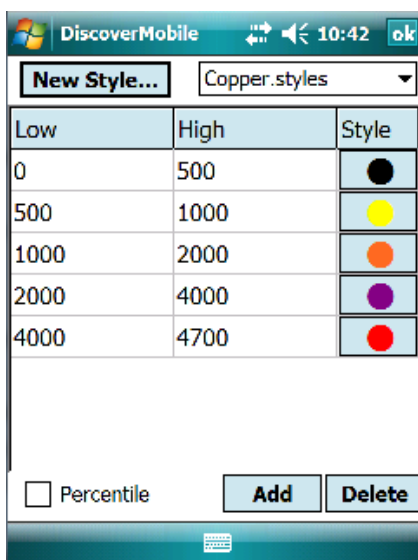 DiscoverMobile 10:42 ok
New Style... Copper.styles
Low High Style
0 500
500 1000
1000 2000
2000 4000
4000 4700
Percentile Add Delete